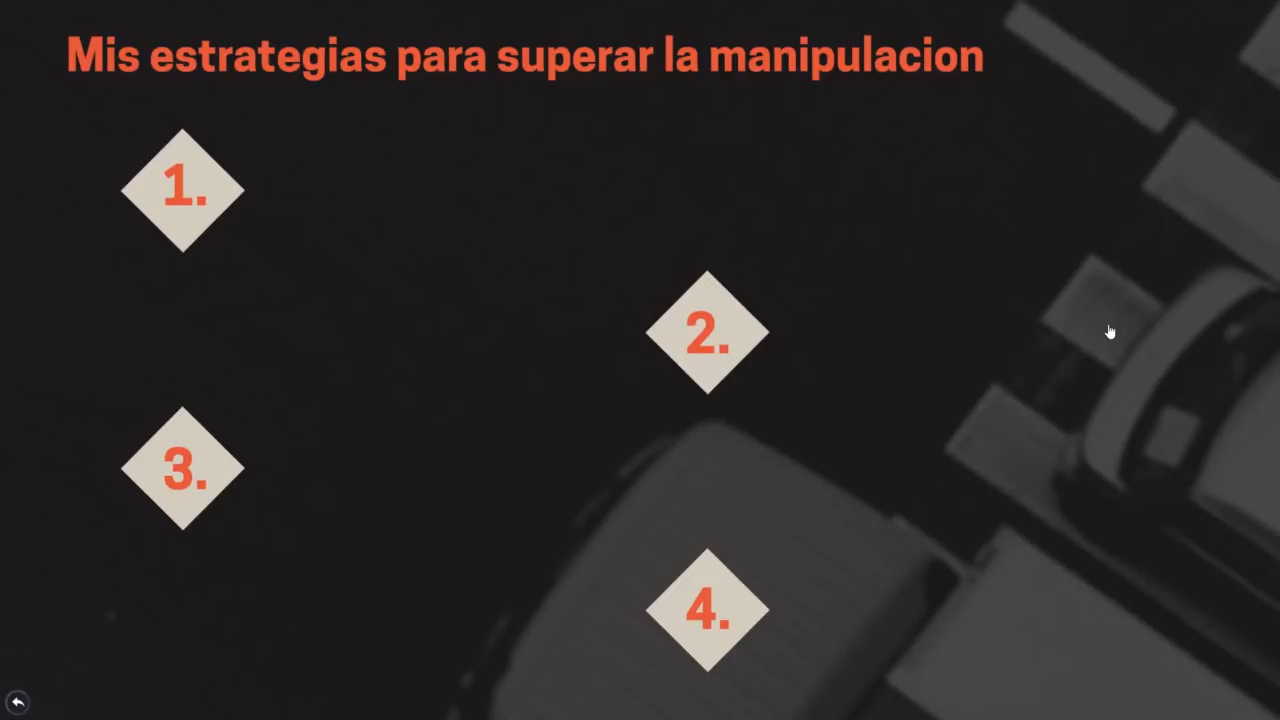 Mis estrategias para superar la manipulacion
1.
2.
3.
4.